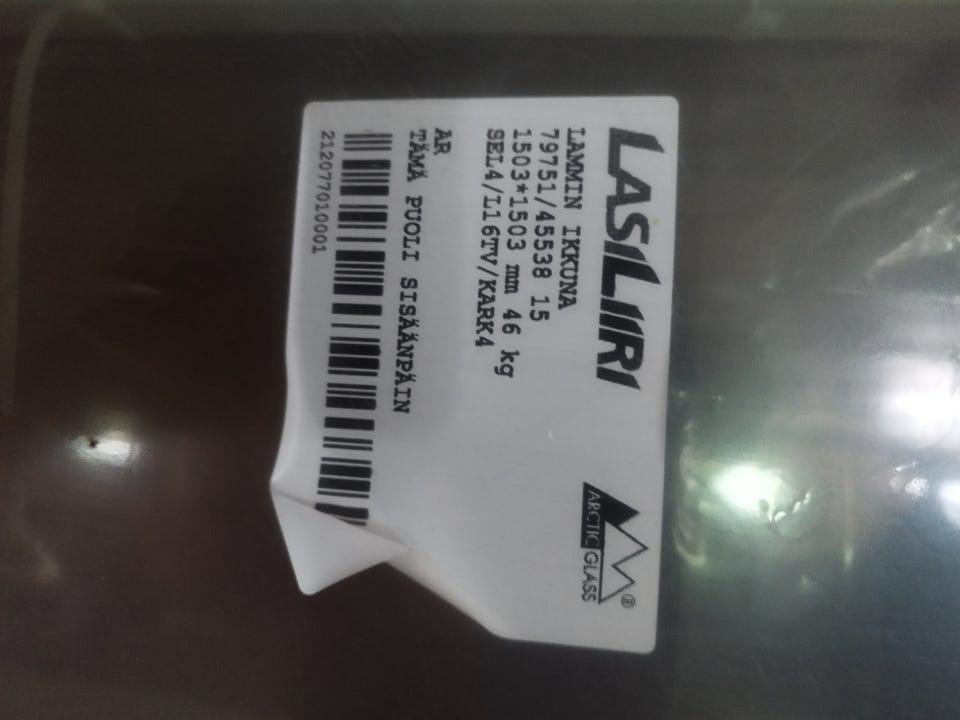 LASILIIRI
LAMMIN IKKUNA
79751/45538 15
1503*1503 mm 46 kg
SEL4/L16TV/KARK4
AR
TÄMÄ PUOLI SISÄÄNPÄIN
212077010001
ARCTIC GLASS ®